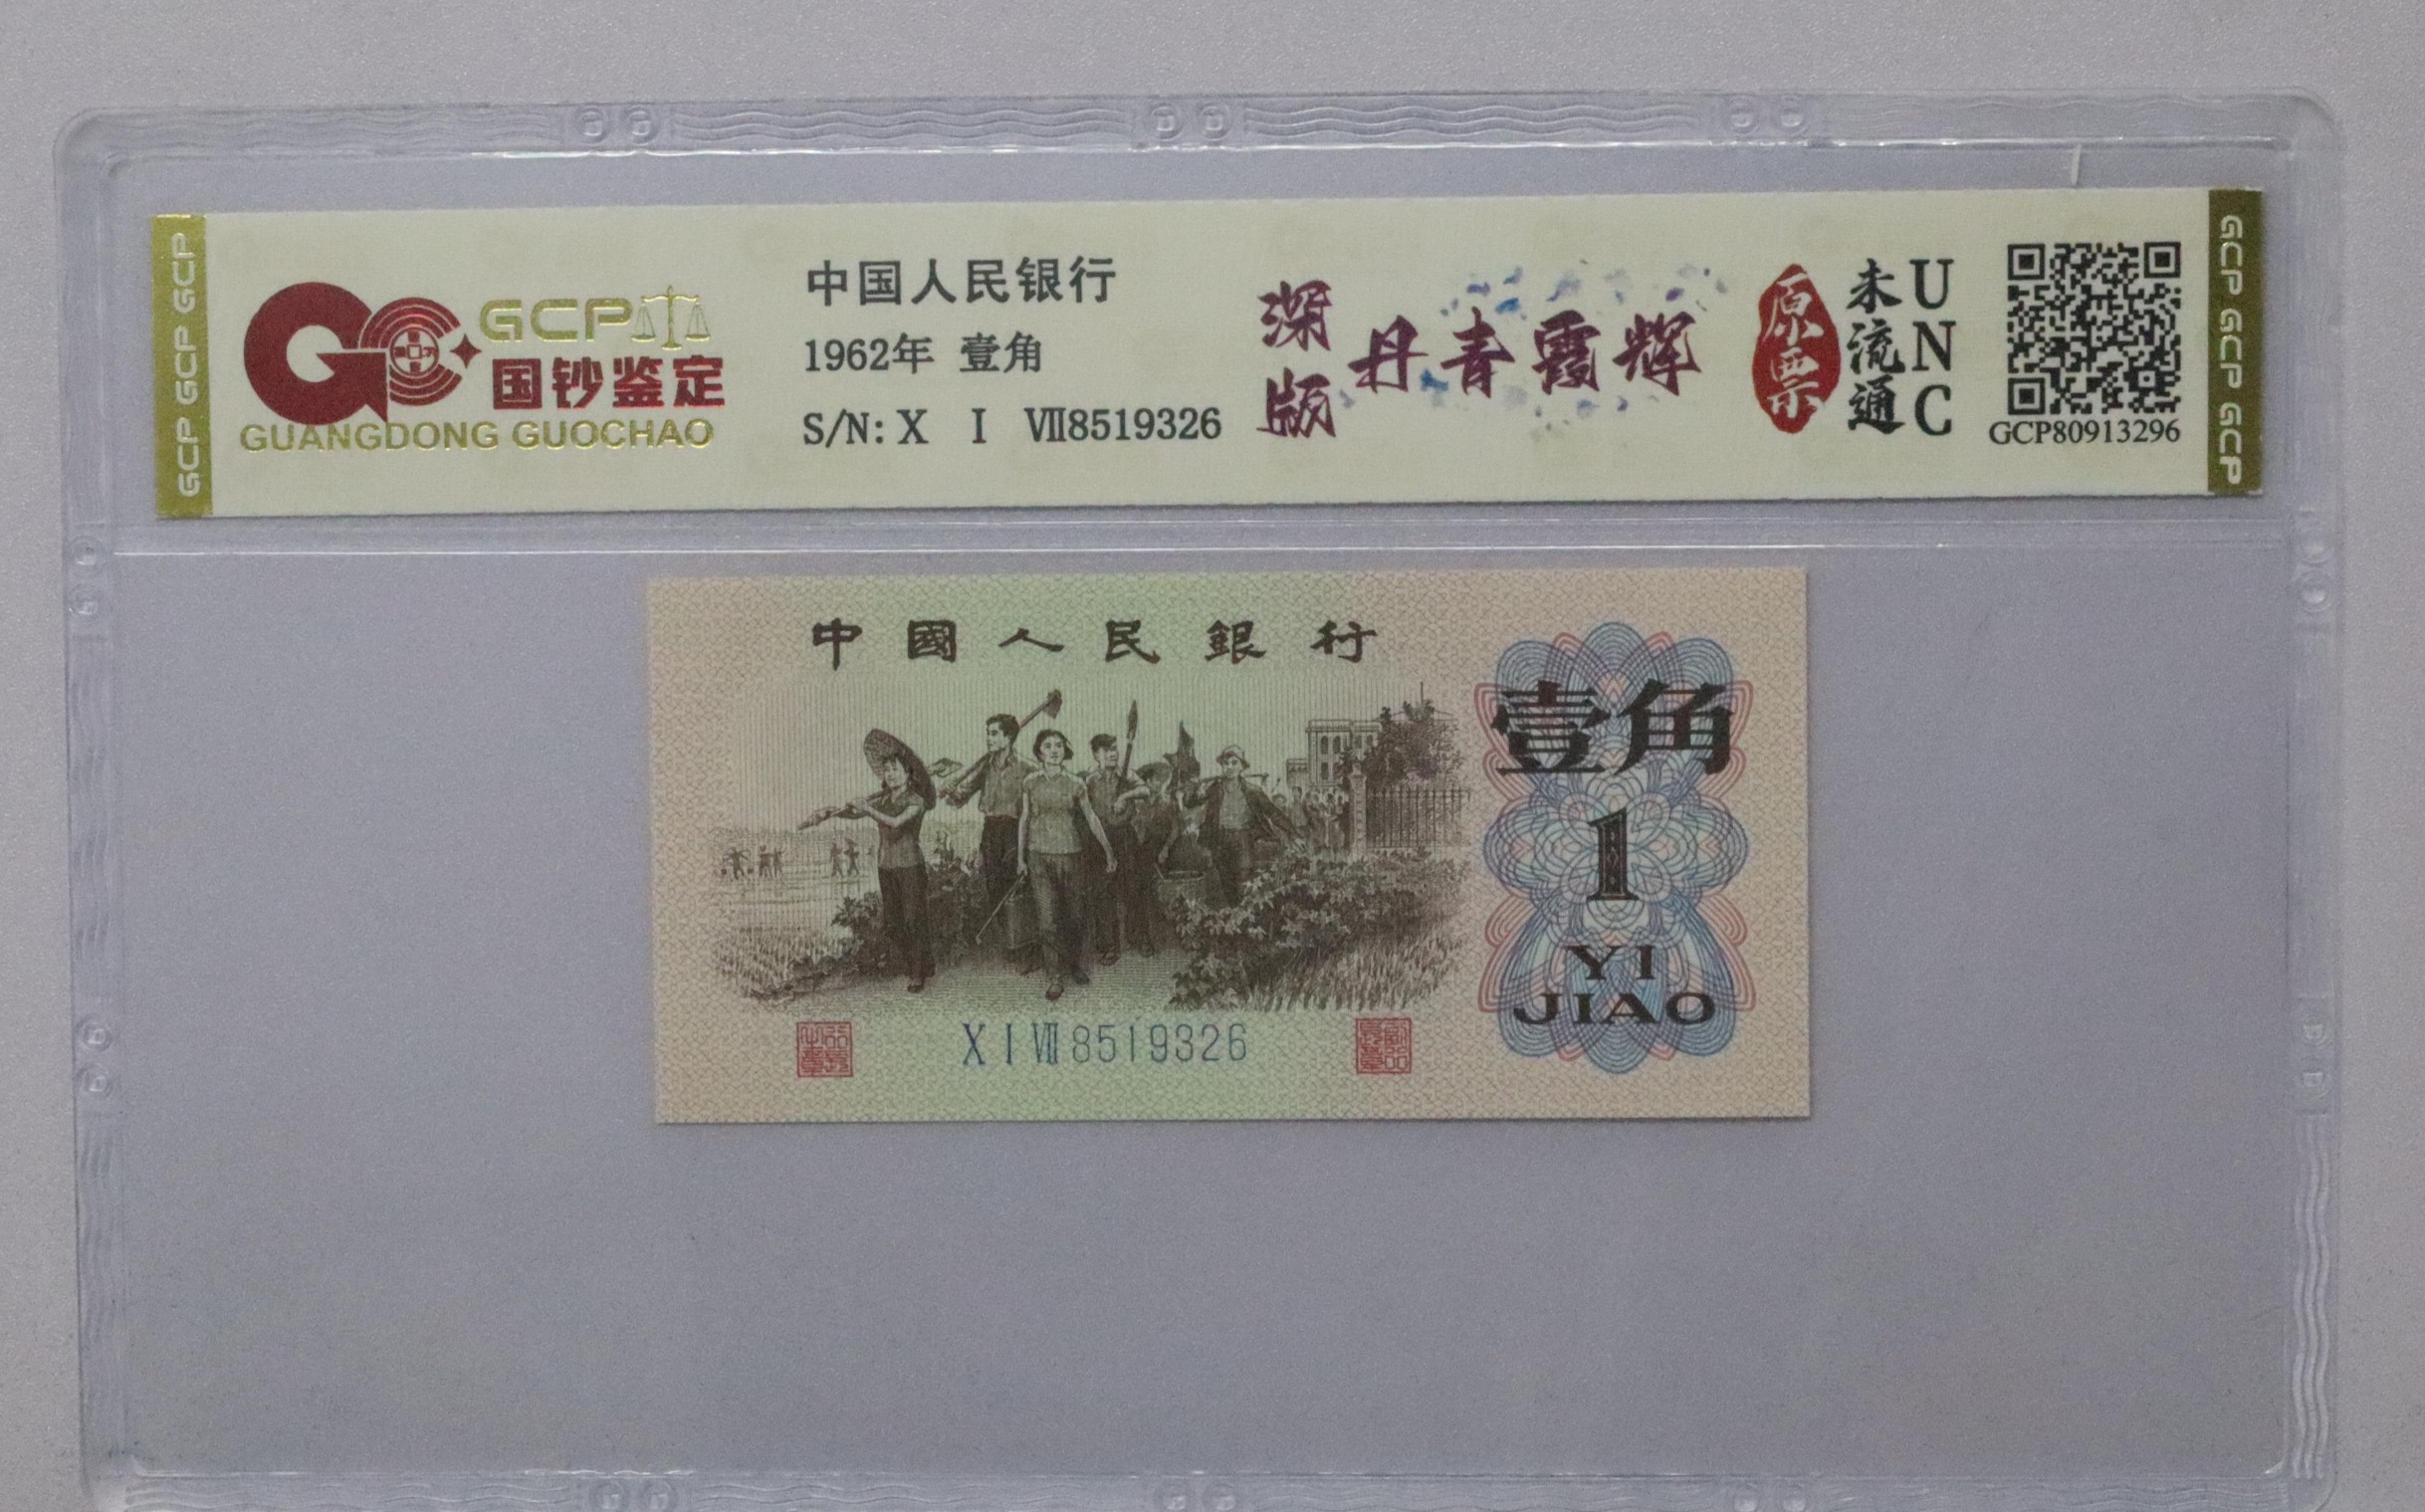 GCP GCP GCP
GCP
国钞鉴定
GUANGDONG GUOCHAO
中国人民银行
1962年 壹角
S/N: X I Ⅶ8519326
深版
丹青霞辉
原票
未流通
UNC
GCP80913296
GCP GCP GCP
中國人民銀行
壹角
1
YI
JIAO
X I Ⅶ 8519326